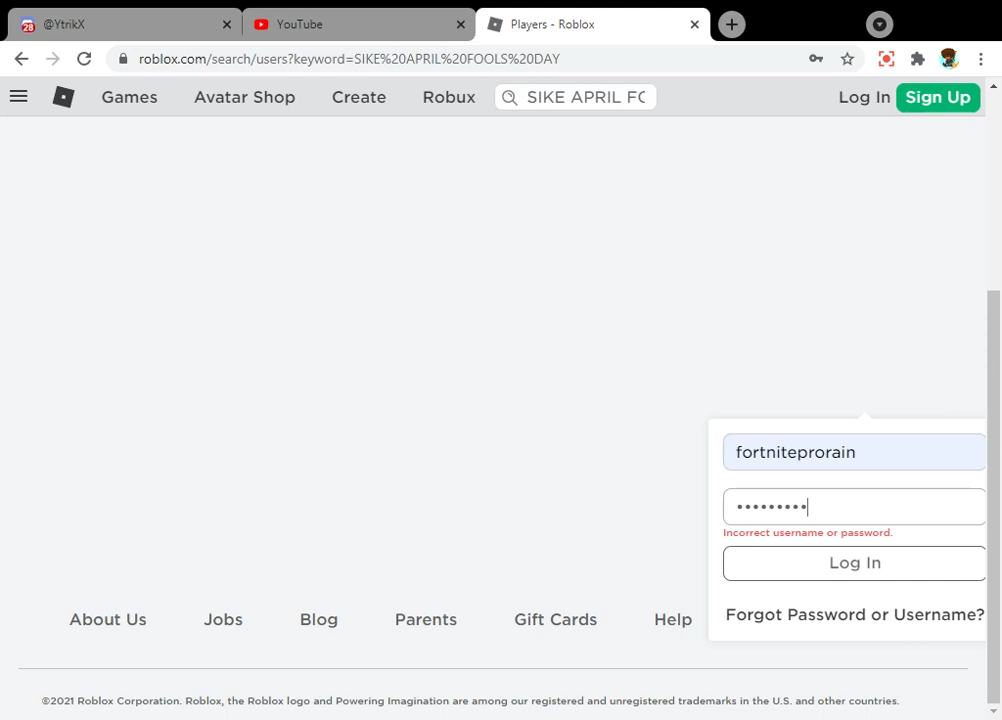 28 @YtrikX YouTube Players - Roblox
roblox.com/search/users?keyword=SIKE%20APRIL%20FOOLS%20DAY
Games Avatar Shop Create Robux SIKE APRIL FC Log In Sign Up
fortniteprorain
•••••••••
Incorrect username or password.
Log In
Forgot Password or Username?
About Us Jobs Blog Parents Gift Cards Help
©2021 Roblox Corporation. Roblox, the Roblox logo and Powering Imagination are among our registered and unregistered trademarks in the U.S. and other countries.